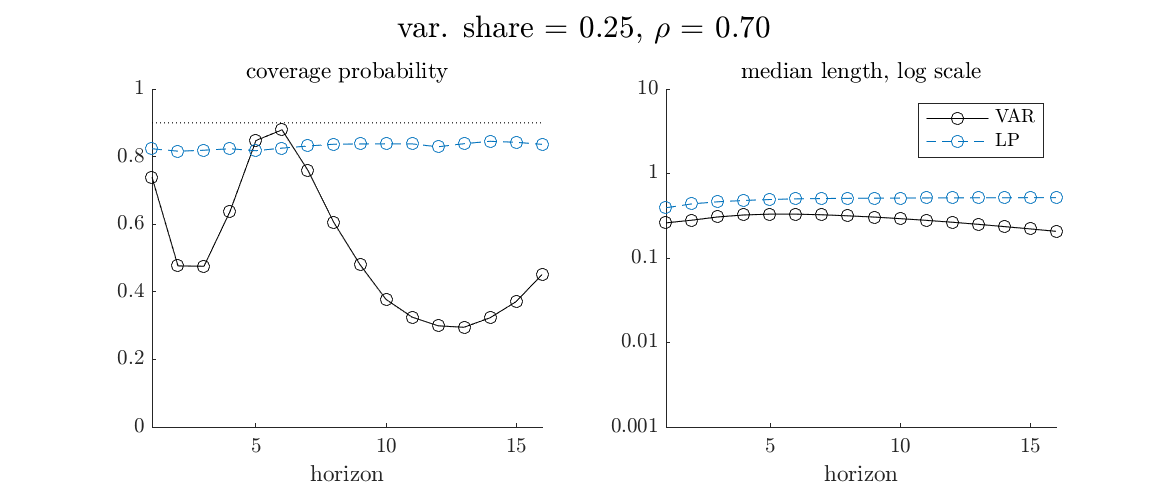 var. share = 0.25, ρ = 0.70
coverage probability
1
0.8
0.6
0.4
0.2
0
5
10
15
horizon
median length, log scale
10
1
0.1
0.01
0.001
VAR
LP
5
10
15
horizon